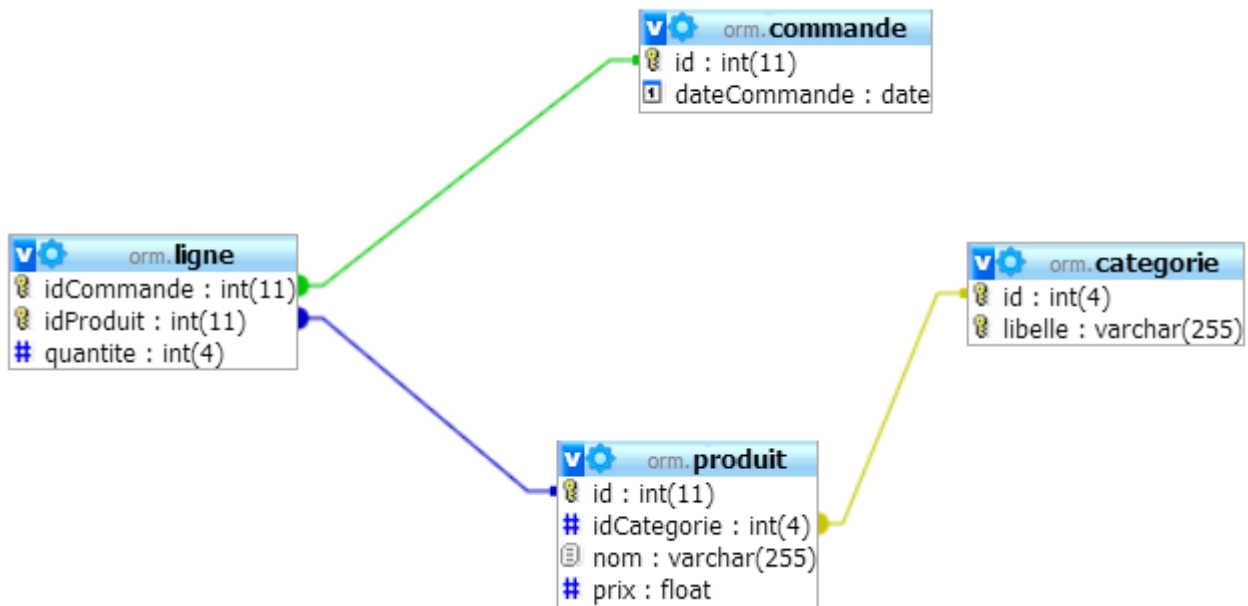 orm.commande
id : int(11)
dateCommande : date
orm.ligne
idCommande : int(11)
idProduit : int(11)
# quantite : int(4)
orm.categorie
id : int(4)
libelle : varchar(255)
orm.produit
id : int(11)
# idCategorie : int(4)
nom : varchar(255)
# prix : float